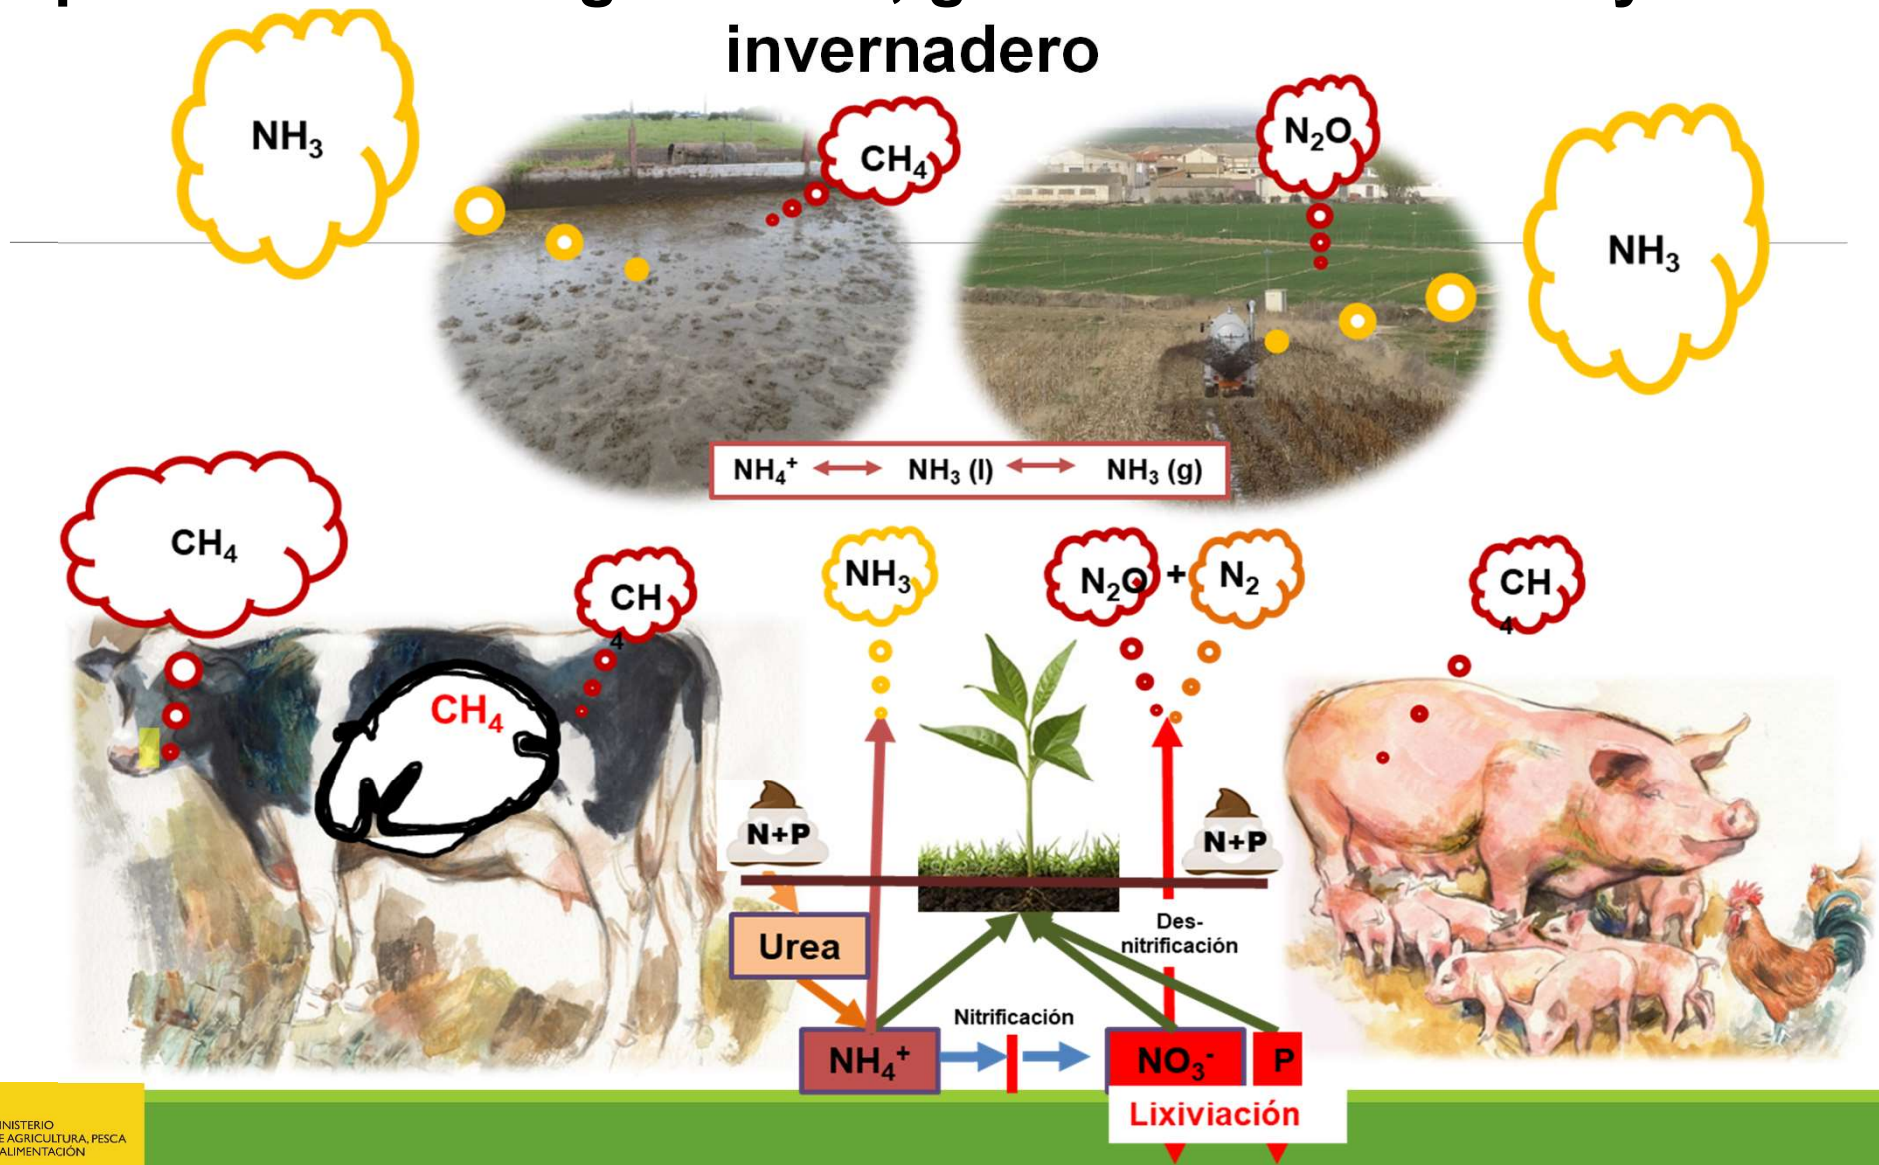 invernadero
NH3
CH4
N2O
NH3
NH4+ NH3 (l) NH3 (g)
CH4
CH
4
NH3
N2O + N2
CH
4
CH4
N+P
N+P
Urea
Des-
nitrificación
Nitrificación
NH4+
NO3-
P
Lixiviación
E AGRICULTURA, PESCA
ALIMENTACIÓN